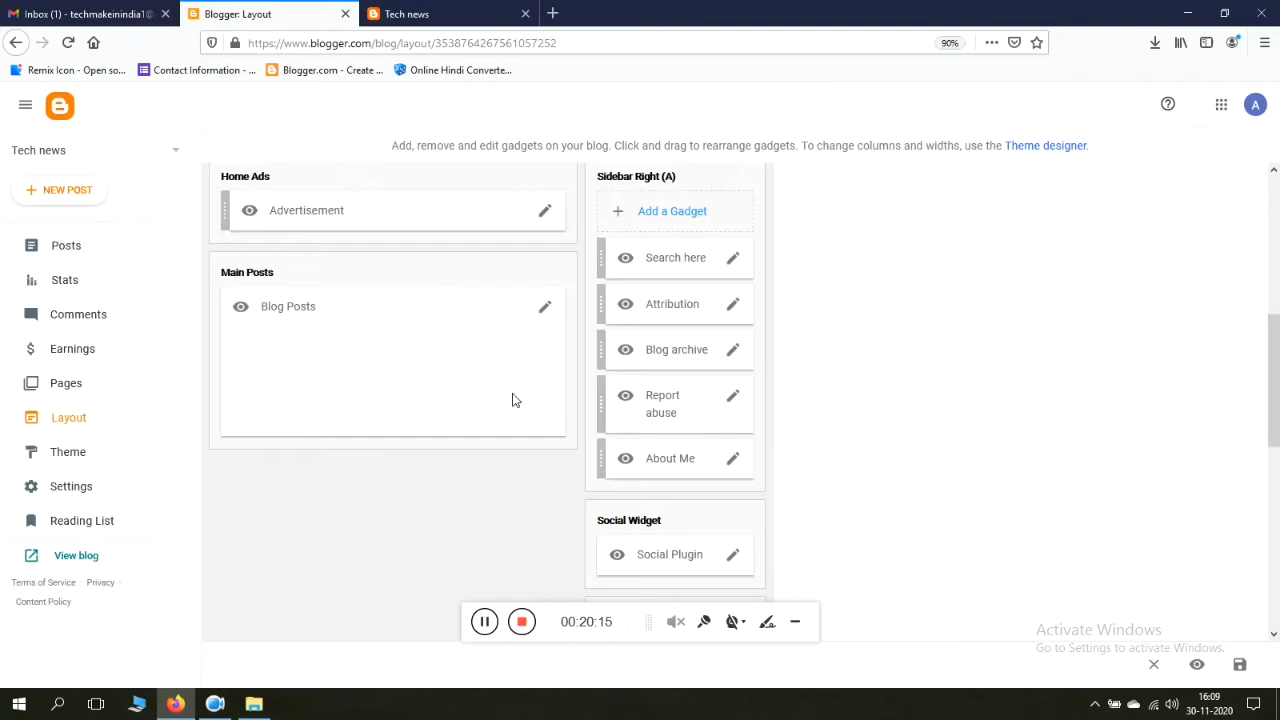 Inbox (1) - techmakeindia1@
Blogger: Layout
Tech news
https://www.blogger.com/blog/layout/3538764267561057252
90%
Remix Icon - Open so...
Contact Information - ...
Blogger.com - Create ...
Online Hindi Converte...
A
Tech news
Add, remove and edit gadgets on your blog. Click and drag to rearrange gadgets. To change columns and widths, use the Theme designer.
NEW POST
Posts
Stats
Comments
Earnings
Pages
Layout
Theme
Settings
Reading List
View blog
Terms of Service · Privacy ·
Content Policy
Home Ads
Advertisement
Main Posts
Blog Posts
Sidebar Right (A)
Add a Gadget
Search here
Attribution
Blog archive
Report
abuse
About Me
Social Widget
Social Plugin
00:20:15
Activate Windows
Go to Settings to activate Windows.
16:09
30-11-2020